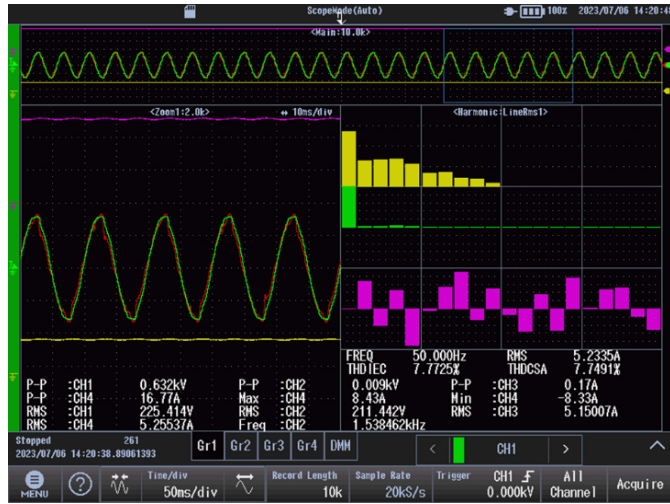 ScopeMode(Auto) 100% 2023/07/06 14:20:4
<Main:10.0k>
<Zoom1:2.0k> 10ms/div <Harmonic:LineRms1>
FREQ 50.000Hz RMS 5.2335A
THDIEC 7.7725% THDCSA 7.7491%
P-P :CH1 0.632kV P-P :CH2 0.009kV P-P :CH3 0.17A
P-P :CH4 16.77A Max :CH4 8.43A Min :CH4 -8.33A
RMS :CH1 225.414V RMS :CH2 211.442V RMS :CH3 5.15007A
RMS :CH4 5.25537A Freq :CH2 1.538462kHz
Stopped 261
2023/07/06 14:20:38.89061393
Gr1 Gr2 Gr3 Gr4 DMM < CH1 >
MENU ? Time/div 50ms/div Record Length 10k Sample Rate 20kS/s Trigger CH1 0.000kV All Channel Acquire